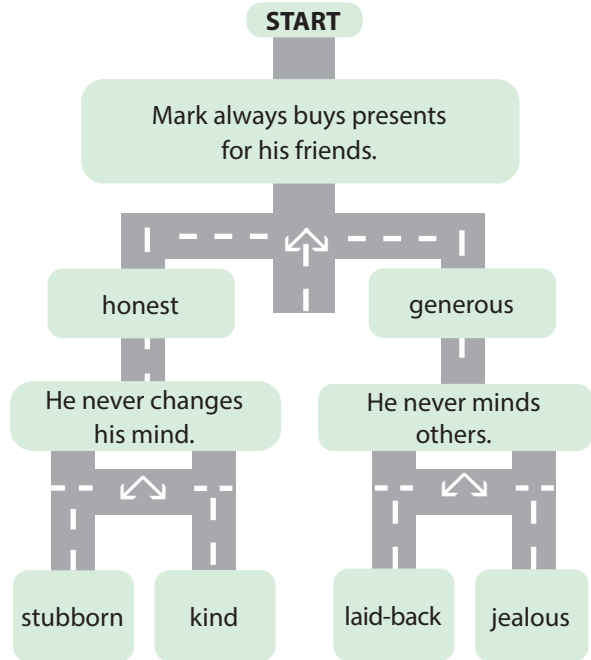 START
Mark always buys presents
for his friends.
honest
generous
He never changes
his mind.
He never minds
others.
stubborn
kind
laid-back
jealous